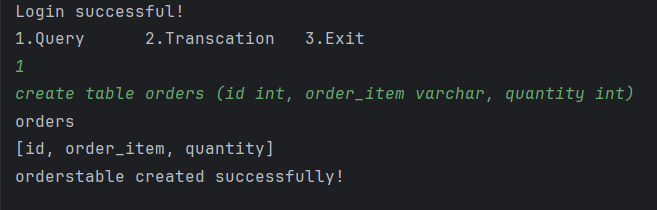 Login successful!
1.Query 2.Transcation 3.Exit
1
create table orders (id int, order_item varchar, quantity int)
orders
[id, order_item, quantity]
orderstable created successfully!